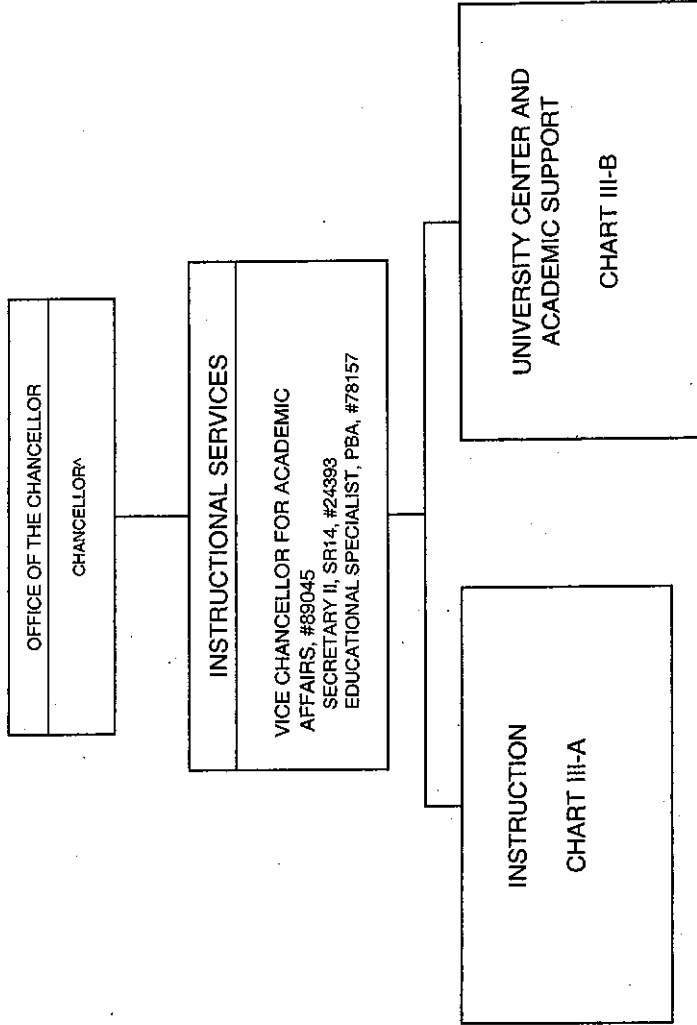 OFFICE OF THE CHANCELLOR
CHANCELLOR^
INSTRUCTIONAL SERVICES
VICE CHANCELLOR FOR ACADEMIC
AFFAIRS, #89045
SECRETARY II, SR14, #24393
EDUCATIONAL SPECIALIST, PBA, #78157
INSTRUCTION
CHART III-A
UNIVERSITY CENTER AND
ACADEMIC SUPPORT
CHART III-B